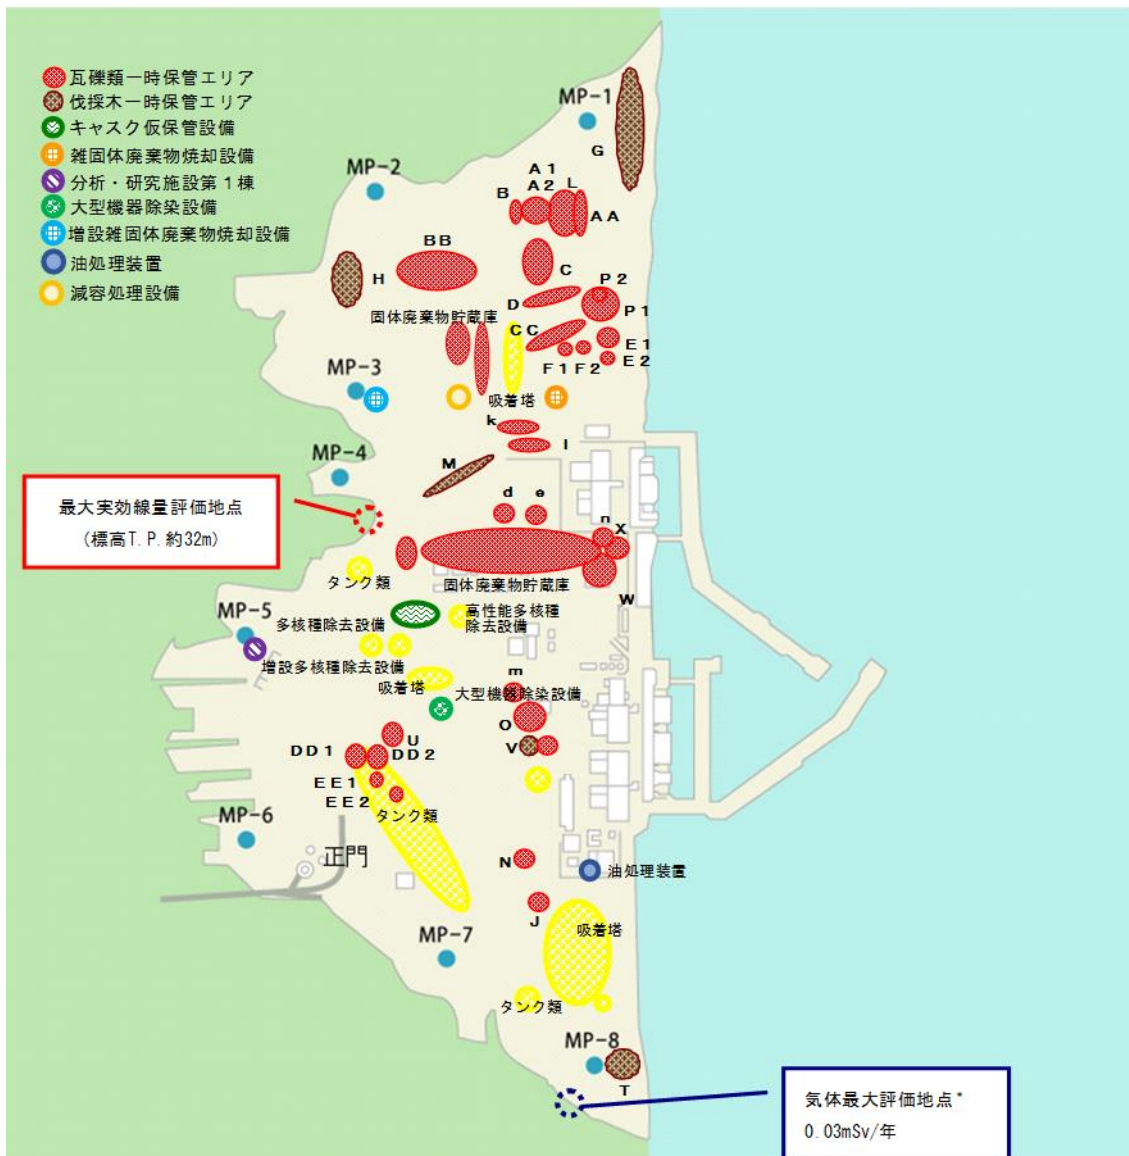 瓦礫類一時保管エリア
伐採木一時保管エリア
キャスク仮保管設備
雑固体廃棄物焼却設備
分析・研究施設第1棟
大型機器除染設備
増設雑固体廃棄物焼却設備
油処理装置
減容処理設備
MP-1
G
MP-2
A1
A2
L
B
AA
BB
H
C
P2
D
P1
固体廃棄物貯蔵庫
CC
E1
E2
F1 F2
MP-3
吸着塔
k
l
MP-4
M
d
e
n
X
最大実効線量評価地点
(標高T.P.約32m)
タンク類
固体廃棄物貯蔵庫
W
MP-5
多核種除去設備
高性能多核種
除去設備
増設多核種除去設備
吸着塔
m
大型機器除染設備
O
U
V
DD1
DD2
EE1
EE2
タンク類
MP-6
正門
N
油処理装置
J
吸着塔
MP-7
タンク類
MP-8
T
気体最大評価地点*
0.03mSv/年